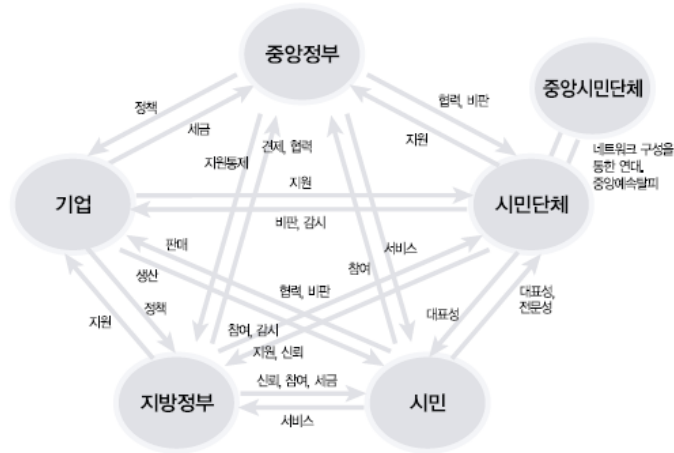 중앙정부
중앙시민단체
정책
협력, 비판
세금
지원
견제, 협력
지원통제
네트워크 구성을
통한 연대.
중앙예속탈피
지원
기업
시민단체
비판, 감시
판매
서비스
생산
참여
협력, 비판
정책
대표성,
전문성
지원
대표성
참여, 감시
지원, 신뢰
신뢰, 참여, 세금
지방정부
시민
서비스